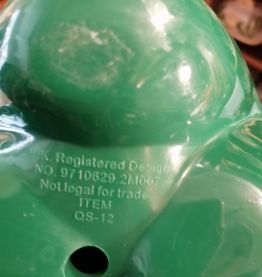 K. Registered Design
NO. 9710629.2M007
Not legal for trade
ITEM
QS-12